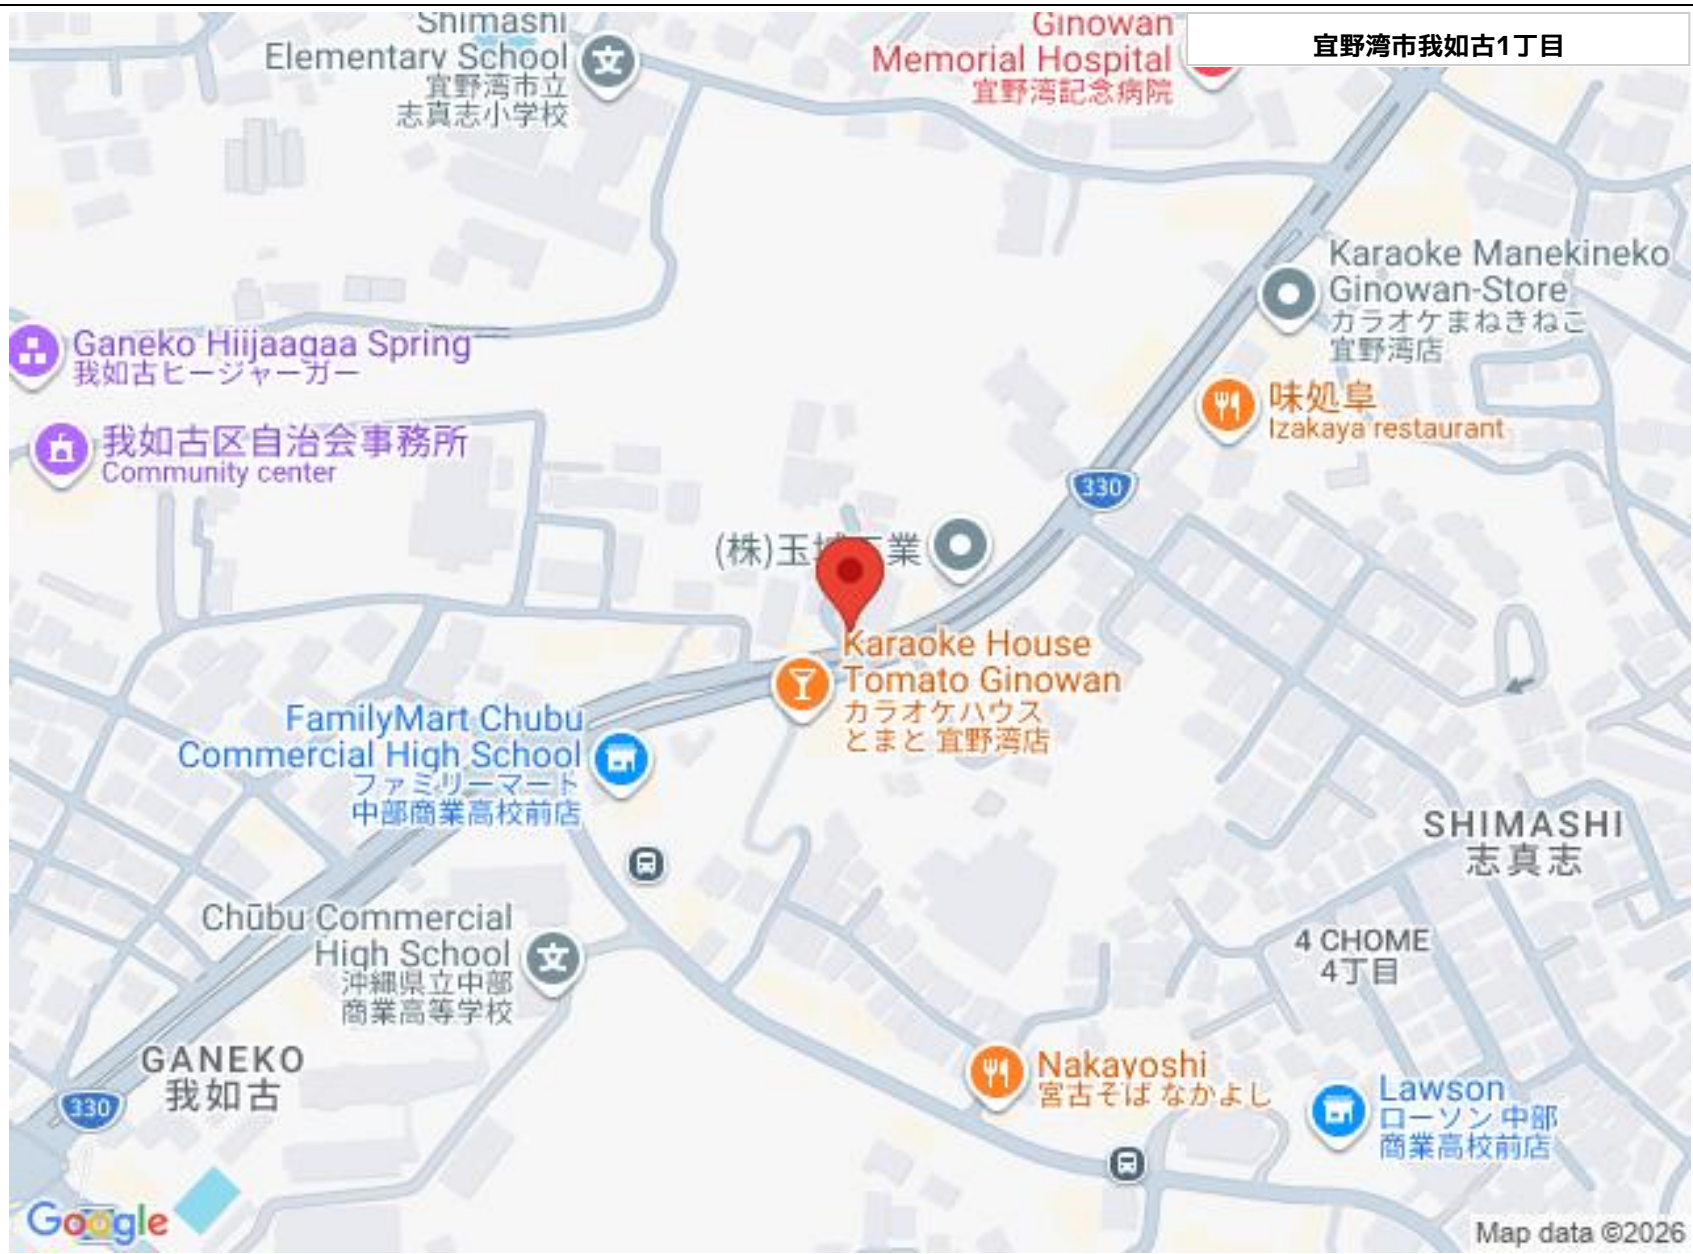 Shimashi
Elementary School
宜野湾市立
志真志小学校
Ginowan
Memorial Hospital
宜野湾記念病院
宜野湾市我如古1丁目
Karaoke Manekineko
Ginowan-Store
カラオケまねきねこ
宜野湾店
Ganeko Hiijaagaa Spring
我如古ヒージャーガー
味処阜
Izakaya restaurant
我如古区自治会事務所
Community center
330
(株)玉城工業
Karaoke House
Tomato Ginowan
カラオケハウス
とまと 宜野湾店
FamilyMart Chubu
Commercial High School
ファミリーマート
中部商業高校前店
SHIMASHI
志真志
Chūbu Commercial
High School
沖縄県立中部
商業高等学校
4 CHOME
4丁目
GANEKO
我如古
330
Nakayoshi
宮古そば なかよし
Lawson
ローソン 中部
商業高校前店
Google
Map data ©2026